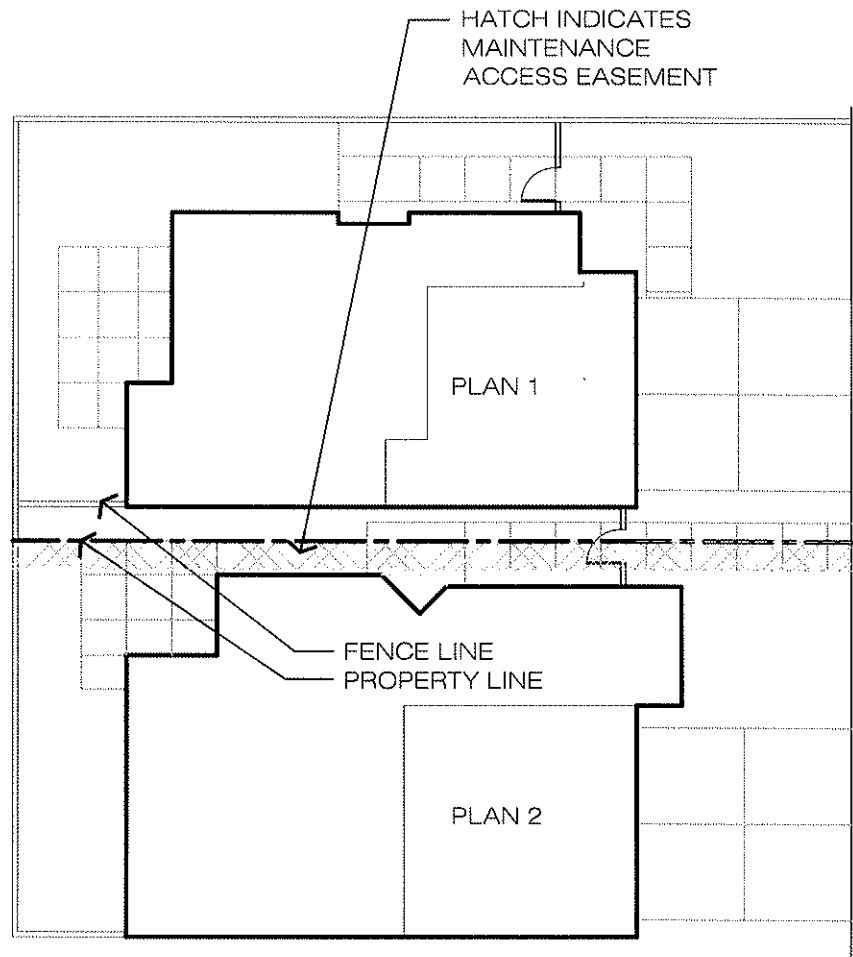 HATCH INDICATES
MAINTENANCE
ACCESS EASEMENT
PLAN 1
FENCE LINE
PROPERTY LINE
PLAN 2